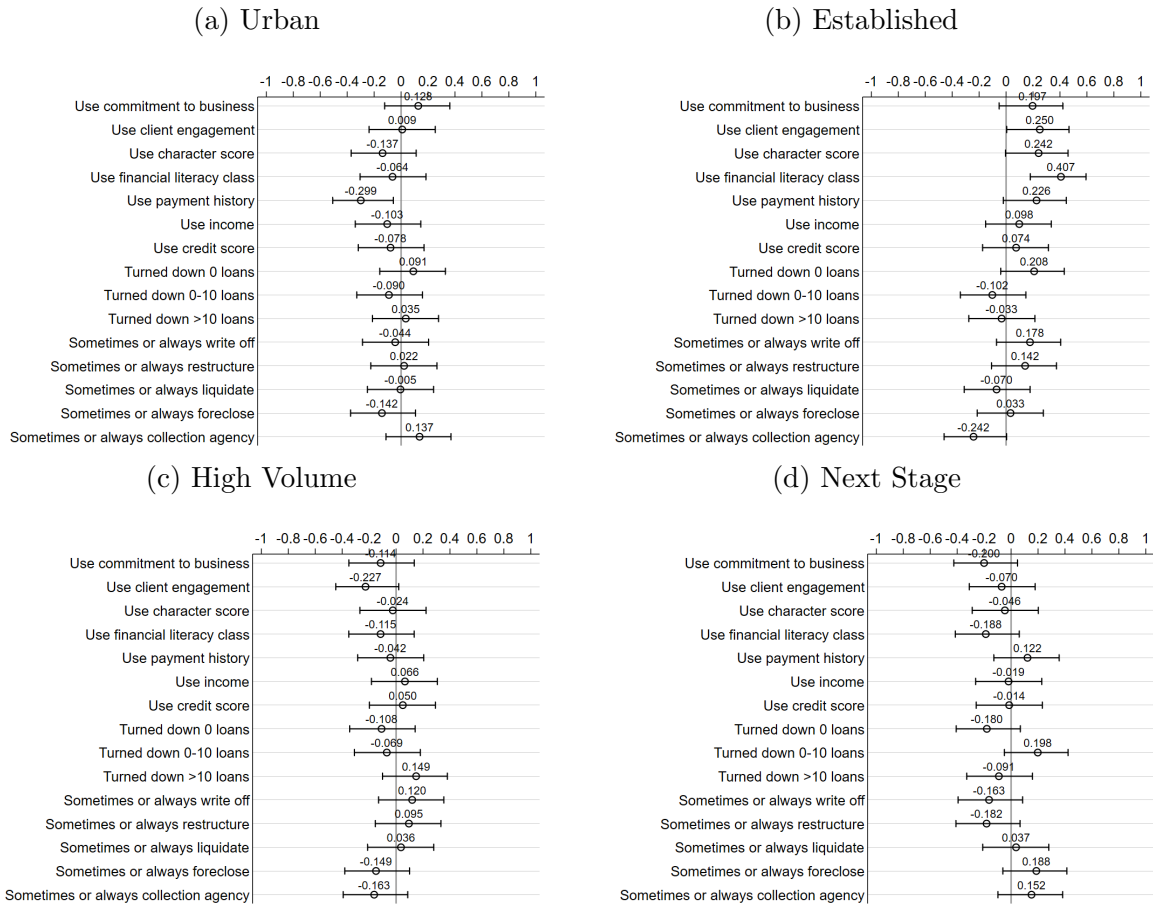 (a) Urban
-1 -0.8 -0.6 -0.4 -0.2 0 0.2 0.4 0.6 0.8 1
Use commitment to business 0.128
Use client engagement 0.009
Use character score -0.137
Use financial literacy class -0.064
Use payment history -0.299
Use income -0.103
Use credit score -0.078
Turned down 0 loans 0.091
Turned down 0-10 loans -0.090
Turned down >10 loans 0.035
Sometimes or always write off -0.044
Sometimes or always restructure 0.022
Sometimes or always liquidate -0.005
Sometimes or always foreclose -0.142
Sometimes or always collection agency 0.137
(b) Established
-1 -0.8 -0.6 -0.4 -0.2 0 0.2 0.4 0.6 0.8 1
Use commitment to business 0.197
Use client engagement 0.250
Use character score 0.242
Use financial literacy class 0.407
Use payment history 0.226
Use income 0.098
Use credit score 0.074
Turned down 0 loans 0.208
Turned down 0-10 loans -0.102
Turned down >10 loans -0.033
Sometimes or always write off 0.178
Sometimes or always restructure 0.142
Sometimes or always liquidate -0.070
Sometimes or always foreclose 0.033
Sometimes or always collection agency -0.242
(c) High Volume
-1 -0.8 -0.6 -0.4 -0.2 0 0.2 0.4 0.6 0.8 1
Use commitment to business -0.114
Use client engagement -0.227
Use character score -0.024
Use financial literacy class -0.115
Use payment history -0.042
Use income 0.066
Use credit score 0.050
Turned down 0 loans -0.108
Turned down 0-10 loans -0.069
Turned down >10 loans 0.149
Sometimes or always write off 0.120
Sometimes or always restructure 0.095
Sometimes or always liquidate 0.036
Sometimes or always foreclose -0.149
Sometimes or always collection agency -0.163
(d) Next Stage
-1 -0.8 -0.6 -0.4 -0.2 0 0.2 0.4 0.6 0.8 1
Use commitment to business -0.200
Use client engagement -0.070
Use character score -0.046
Use financial literacy class -0.188
Use payment history 0.122
Use income -0.019
Use credit score -0.014
Turned down 0 loans -0.180
Turned down 0-10 loans 0.198
Turned down >10 loans -0.091
Sometimes or always write off -0.163
Sometimes or always restructure -0.182
Sometimes or always liquidate 0.037
Sometimes or always foreclose 0.188
Sometimes or always collection agency 0.152